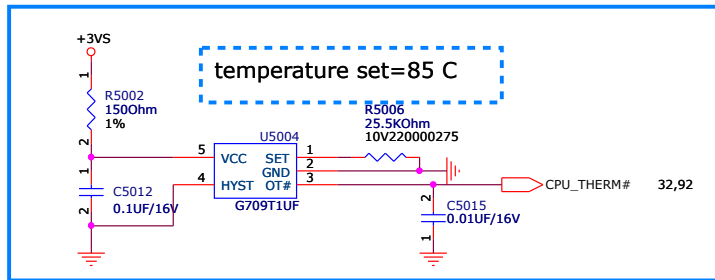 +3VS
temperature set=85 C
1
R5002
150Ohm
1%
2
R5006
25.5KOhm
10V220000275
U5004
5 VCC SET 1
GND 2
4 HYST OT# 3
G709T1UF
1
C5012
0.1UF/16V
2
CPU_THERM# 32,92
2
C5015
0.01UF/16V
1